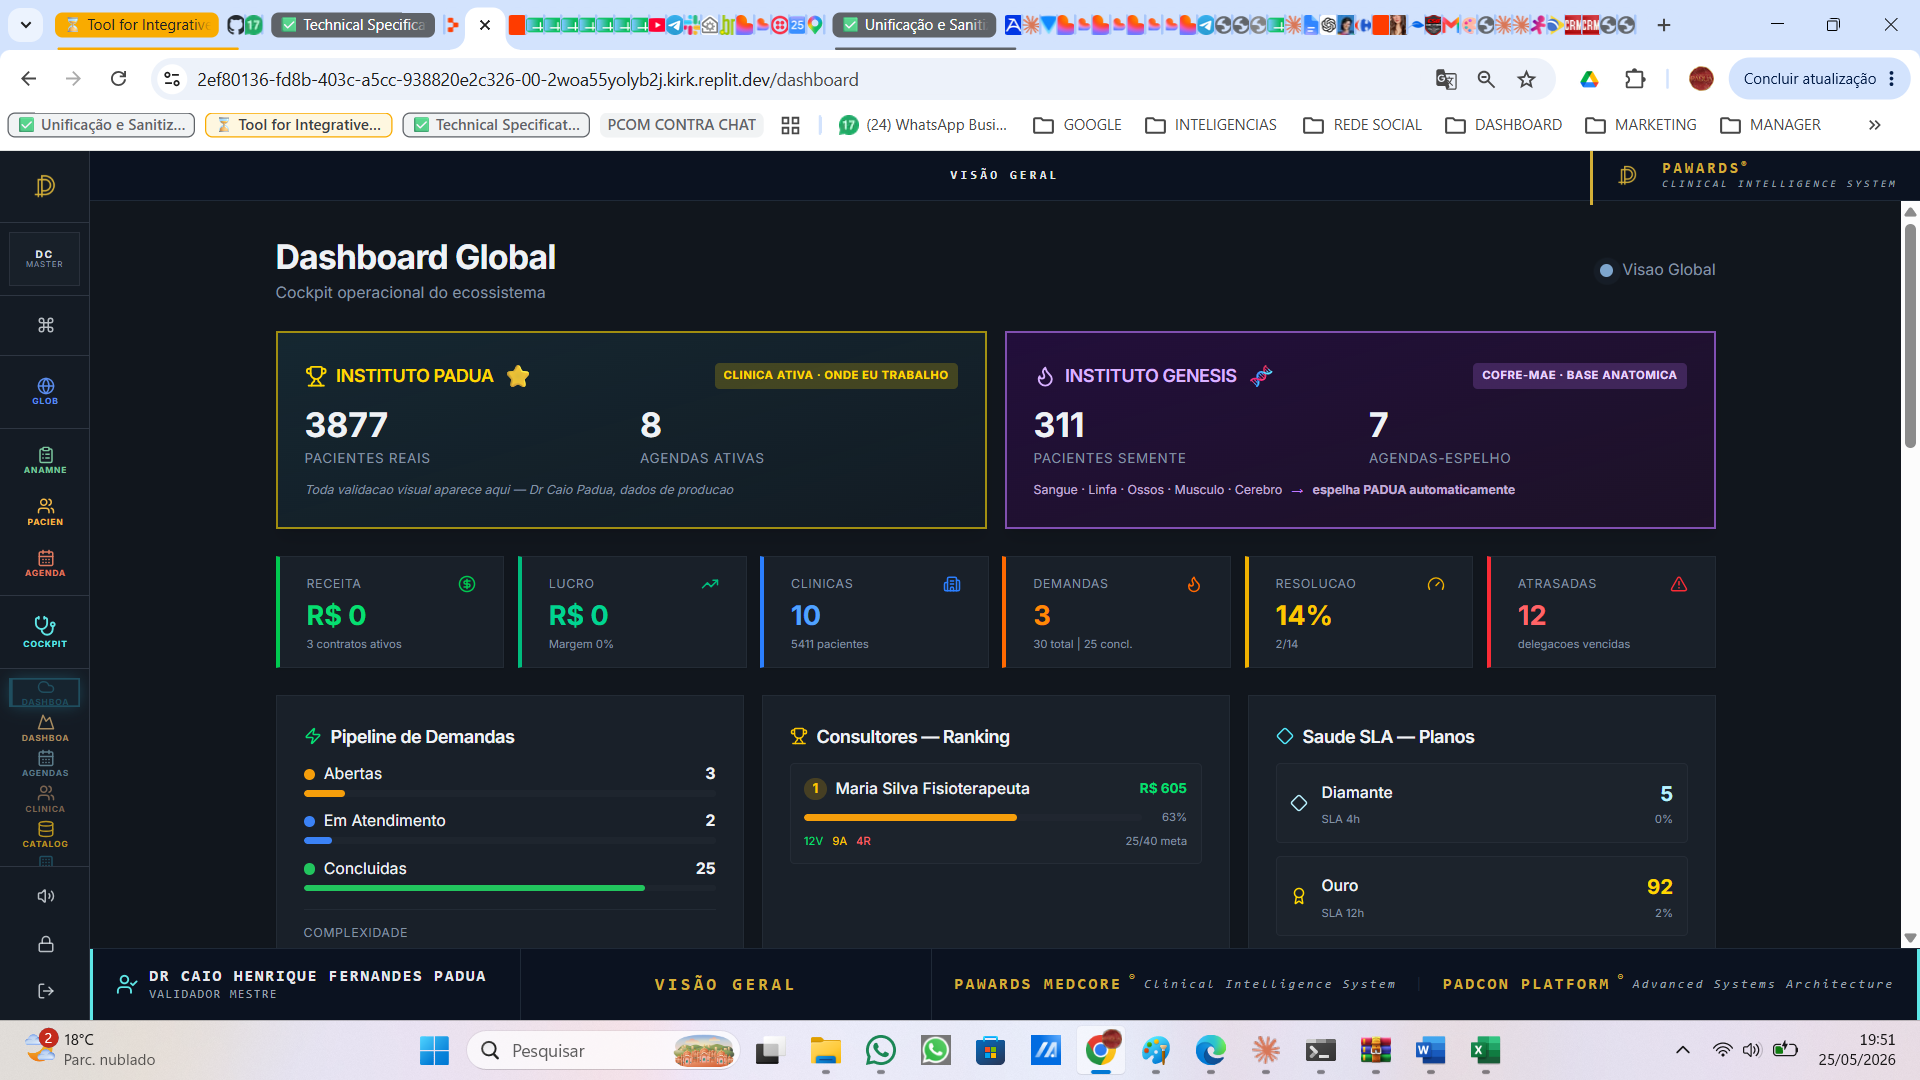 Tool for Integrative
17
Technical Specifica
25
Unificação e Saniti
2ef80136-fd8b-403c-a5cc-938820e2c326-00-2woa55yolyb2j.kirk.replit.dev/dashboard
Concluir atualização
Unificação e Sanitiz...
Tool for Integrative...
Technical Specificat...
PCOM CONTRA CHAT
17
(24) WhatsApp Busi...
GOOGLE
INTELIGENCIAS
REDE SOCIAL
DASHBOARD
MARKETING
MANAGER
VISÃO GERAL
PAWARDS®
CLINICAL INTELLIGENCE SYSTEM
DC
MASTER
GLOB
ANAMNE
PACIEN
AGENDA
COCKPIT
DASHBOA
DASHBOA
AGENDAS
CLINICA
CATALOG
Dashboard Global
Cockpit operacional do ecossistema
Visao Global
INSTITUTO PADUA
CLINICA ATIVA · ONDE EU TRABALHO
3877
PACIENTES REAIS
8
AGENDAS ATIVAS
Toda validacao visual aparece aqui — Dr Caio Padua, dados de producao
INSTITUTO GENESIS
COFRE-MAE · BASE ANATOMICA
311
PACIENTES SEMENTE
7
AGENDAS-ESPELHO
Sangue · Linfa · Ossos · Musculo · Cerebro → espelha PADUA automaticamente
RECEITA
R$ 0
3 contratos ativos
LUCRO
R$ 0
Margem 0%
CLINICAS
10
5411 pacientes
DEMANDAS
3
30 total | 25 concl.
RESOLUCAO
14%
2/14
ATRASADAS
12
delegacoes vencidas
Pipeline de Demandas
Abertas 3
Em Atendimento 2
Concluidas 25
COMPLEXIDADE
Consultores — Ranking
1 Maria Silva Fisioterapeuta R$ 605
63%
12V 9A 4R 25/40 meta
Saude SLA — Planos
Diamante 5
SLA 4h 0%
Ouro 92
SLA 12h 2%
DR CAIO HENRIQUE FERNANDES PADUA
VALIDADOR MESTRE
VISÃO GERAL
PAWARDS MEDCORE® Clinical Intelligence System
PADCON PLATFORM® Advanced Systems Architecture
2
18°C
Parc. nublado
Pesquisar
19:51
25/05/2026